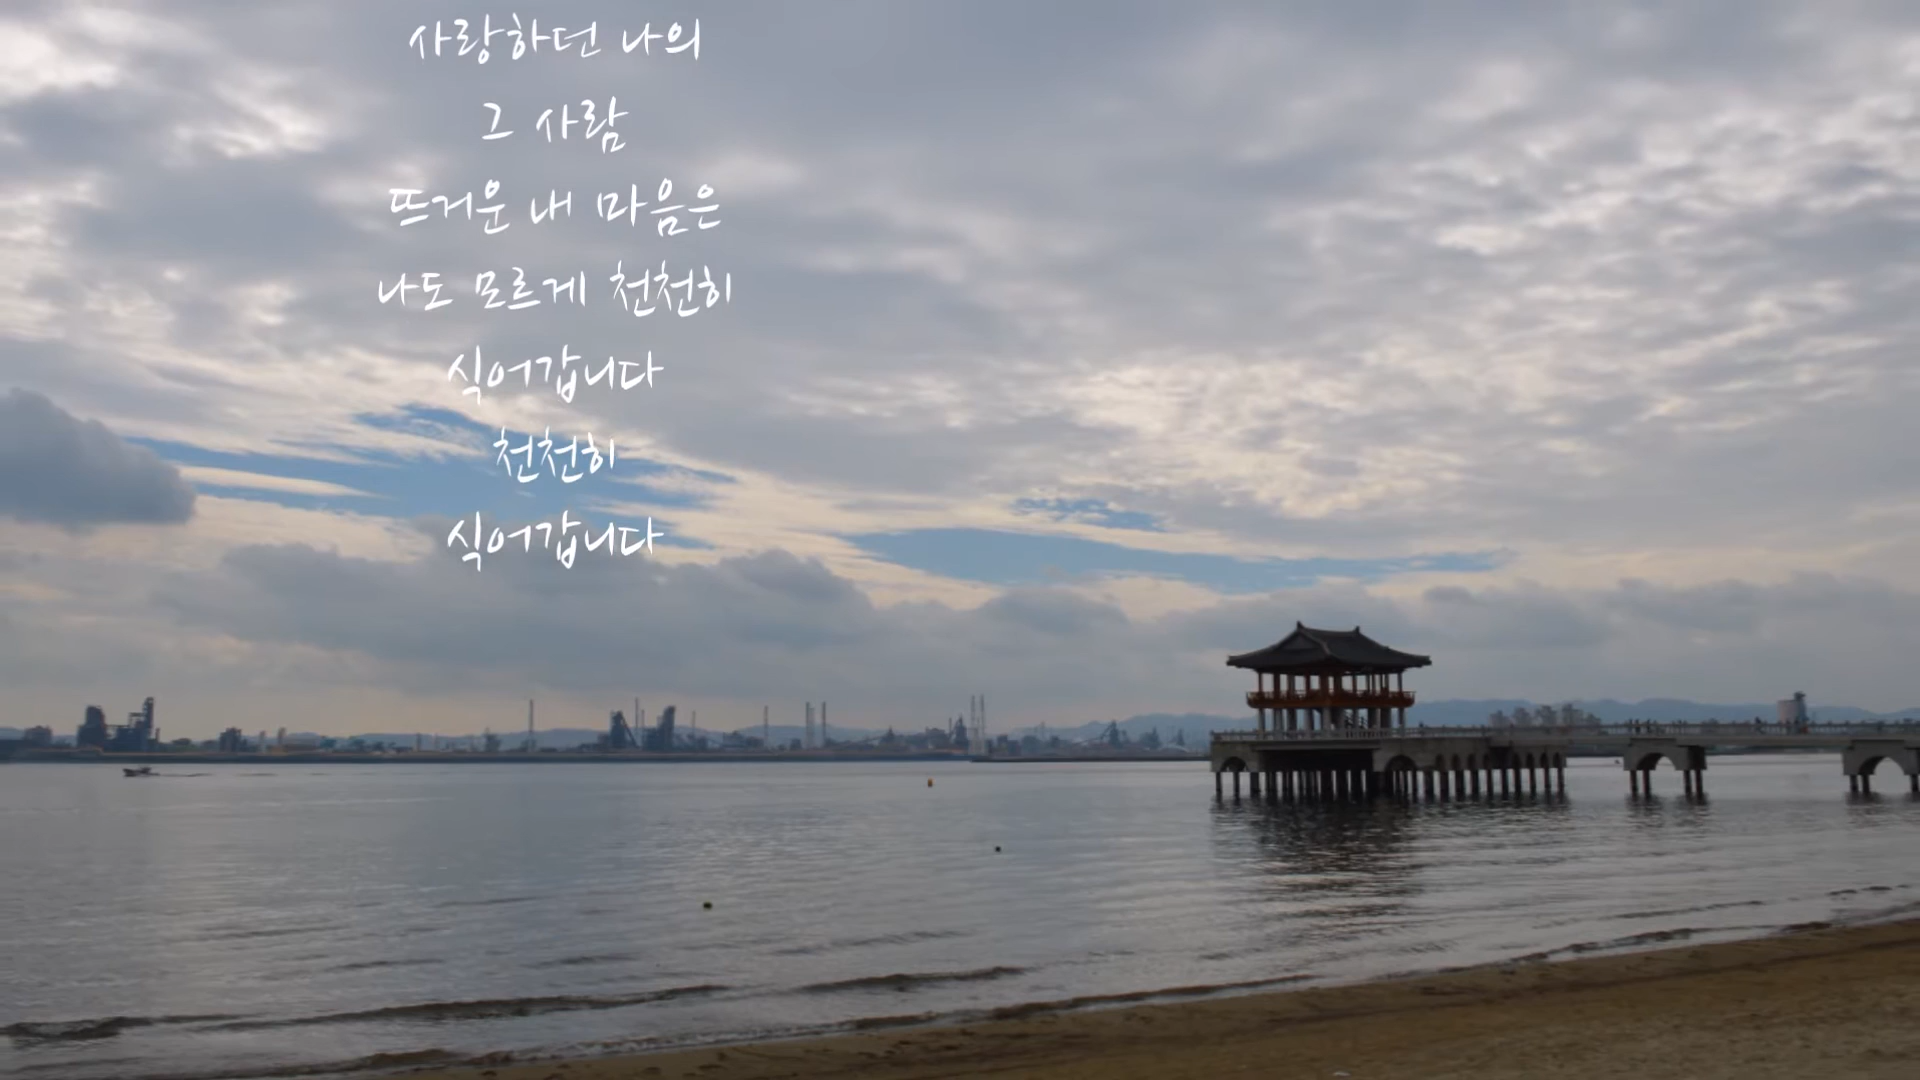 사랑하던 나의
그 사람
뜨거운 내 마음은
나도 모르게 천천히
식어갑니다
천천히
식어갑니다